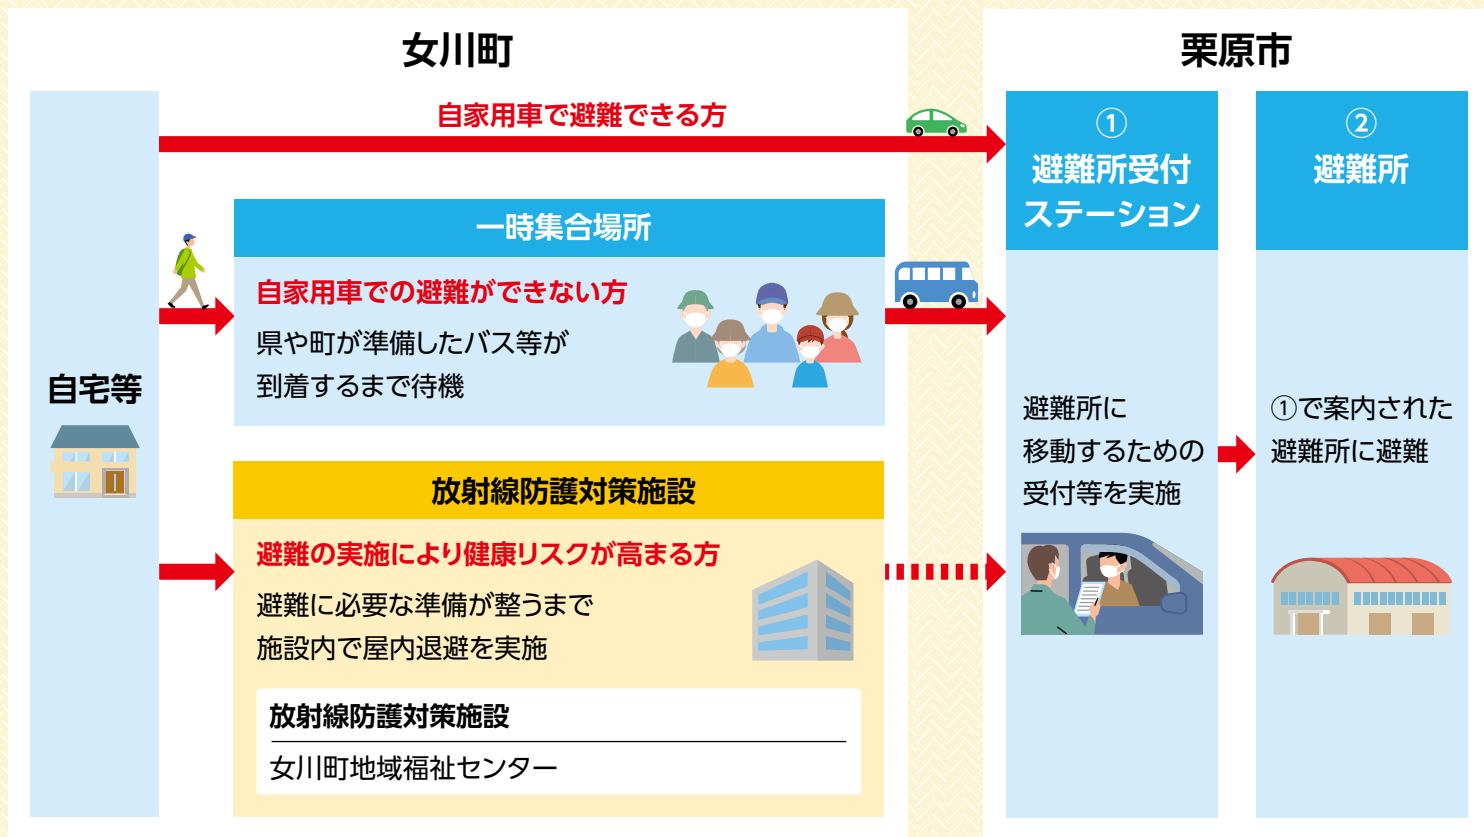 女川町
自宅等
自家用車で避難できる方
一時集合場所
自家用車での避難ができない方
県や町が準備したバス等が
到着するまで待機
放射線防護対策施設
避難の実施により健康リスクが高まる方
避難に必要な準備が整うまで
施設内で屋内退避を実施
放射線防護対策施設
女川町地域福祉センター
栗原市
①
避難所受付
ステーション
避難所に
移動するための
受付等を実施
②
避難所
①で案内された
避難所に避難